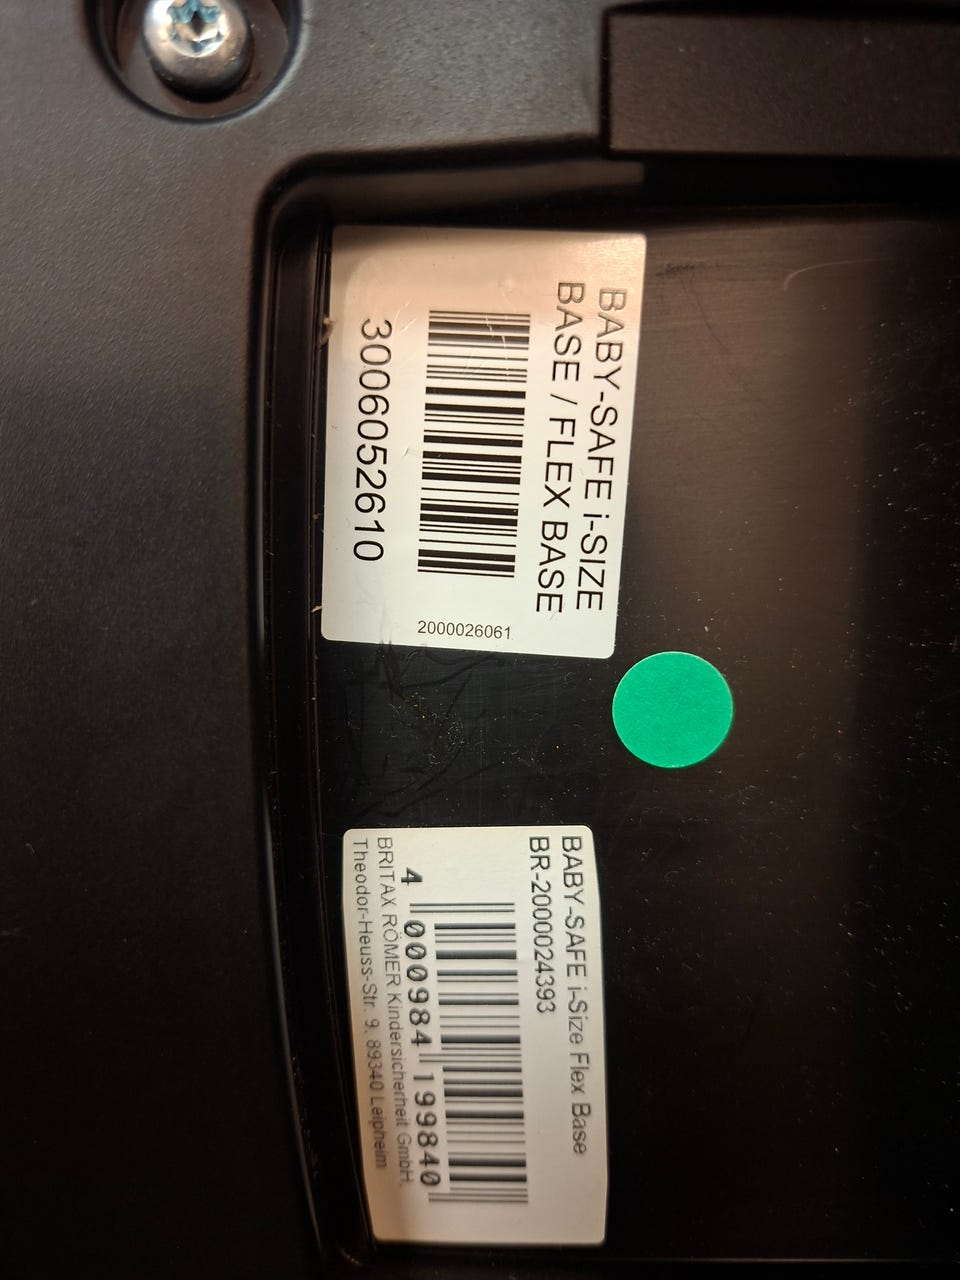 BABY-SAFE i-SIZE
BASE / FLEX BASE
3006052610
2000026061
BABY-SAFE i-Size Flex Base
BR-2000024393
4 000984 199840
BRITAX RÖMER Kindersicherheit GmbH,
Theodor-Heuss-Str. 9, 89340 Leipheim